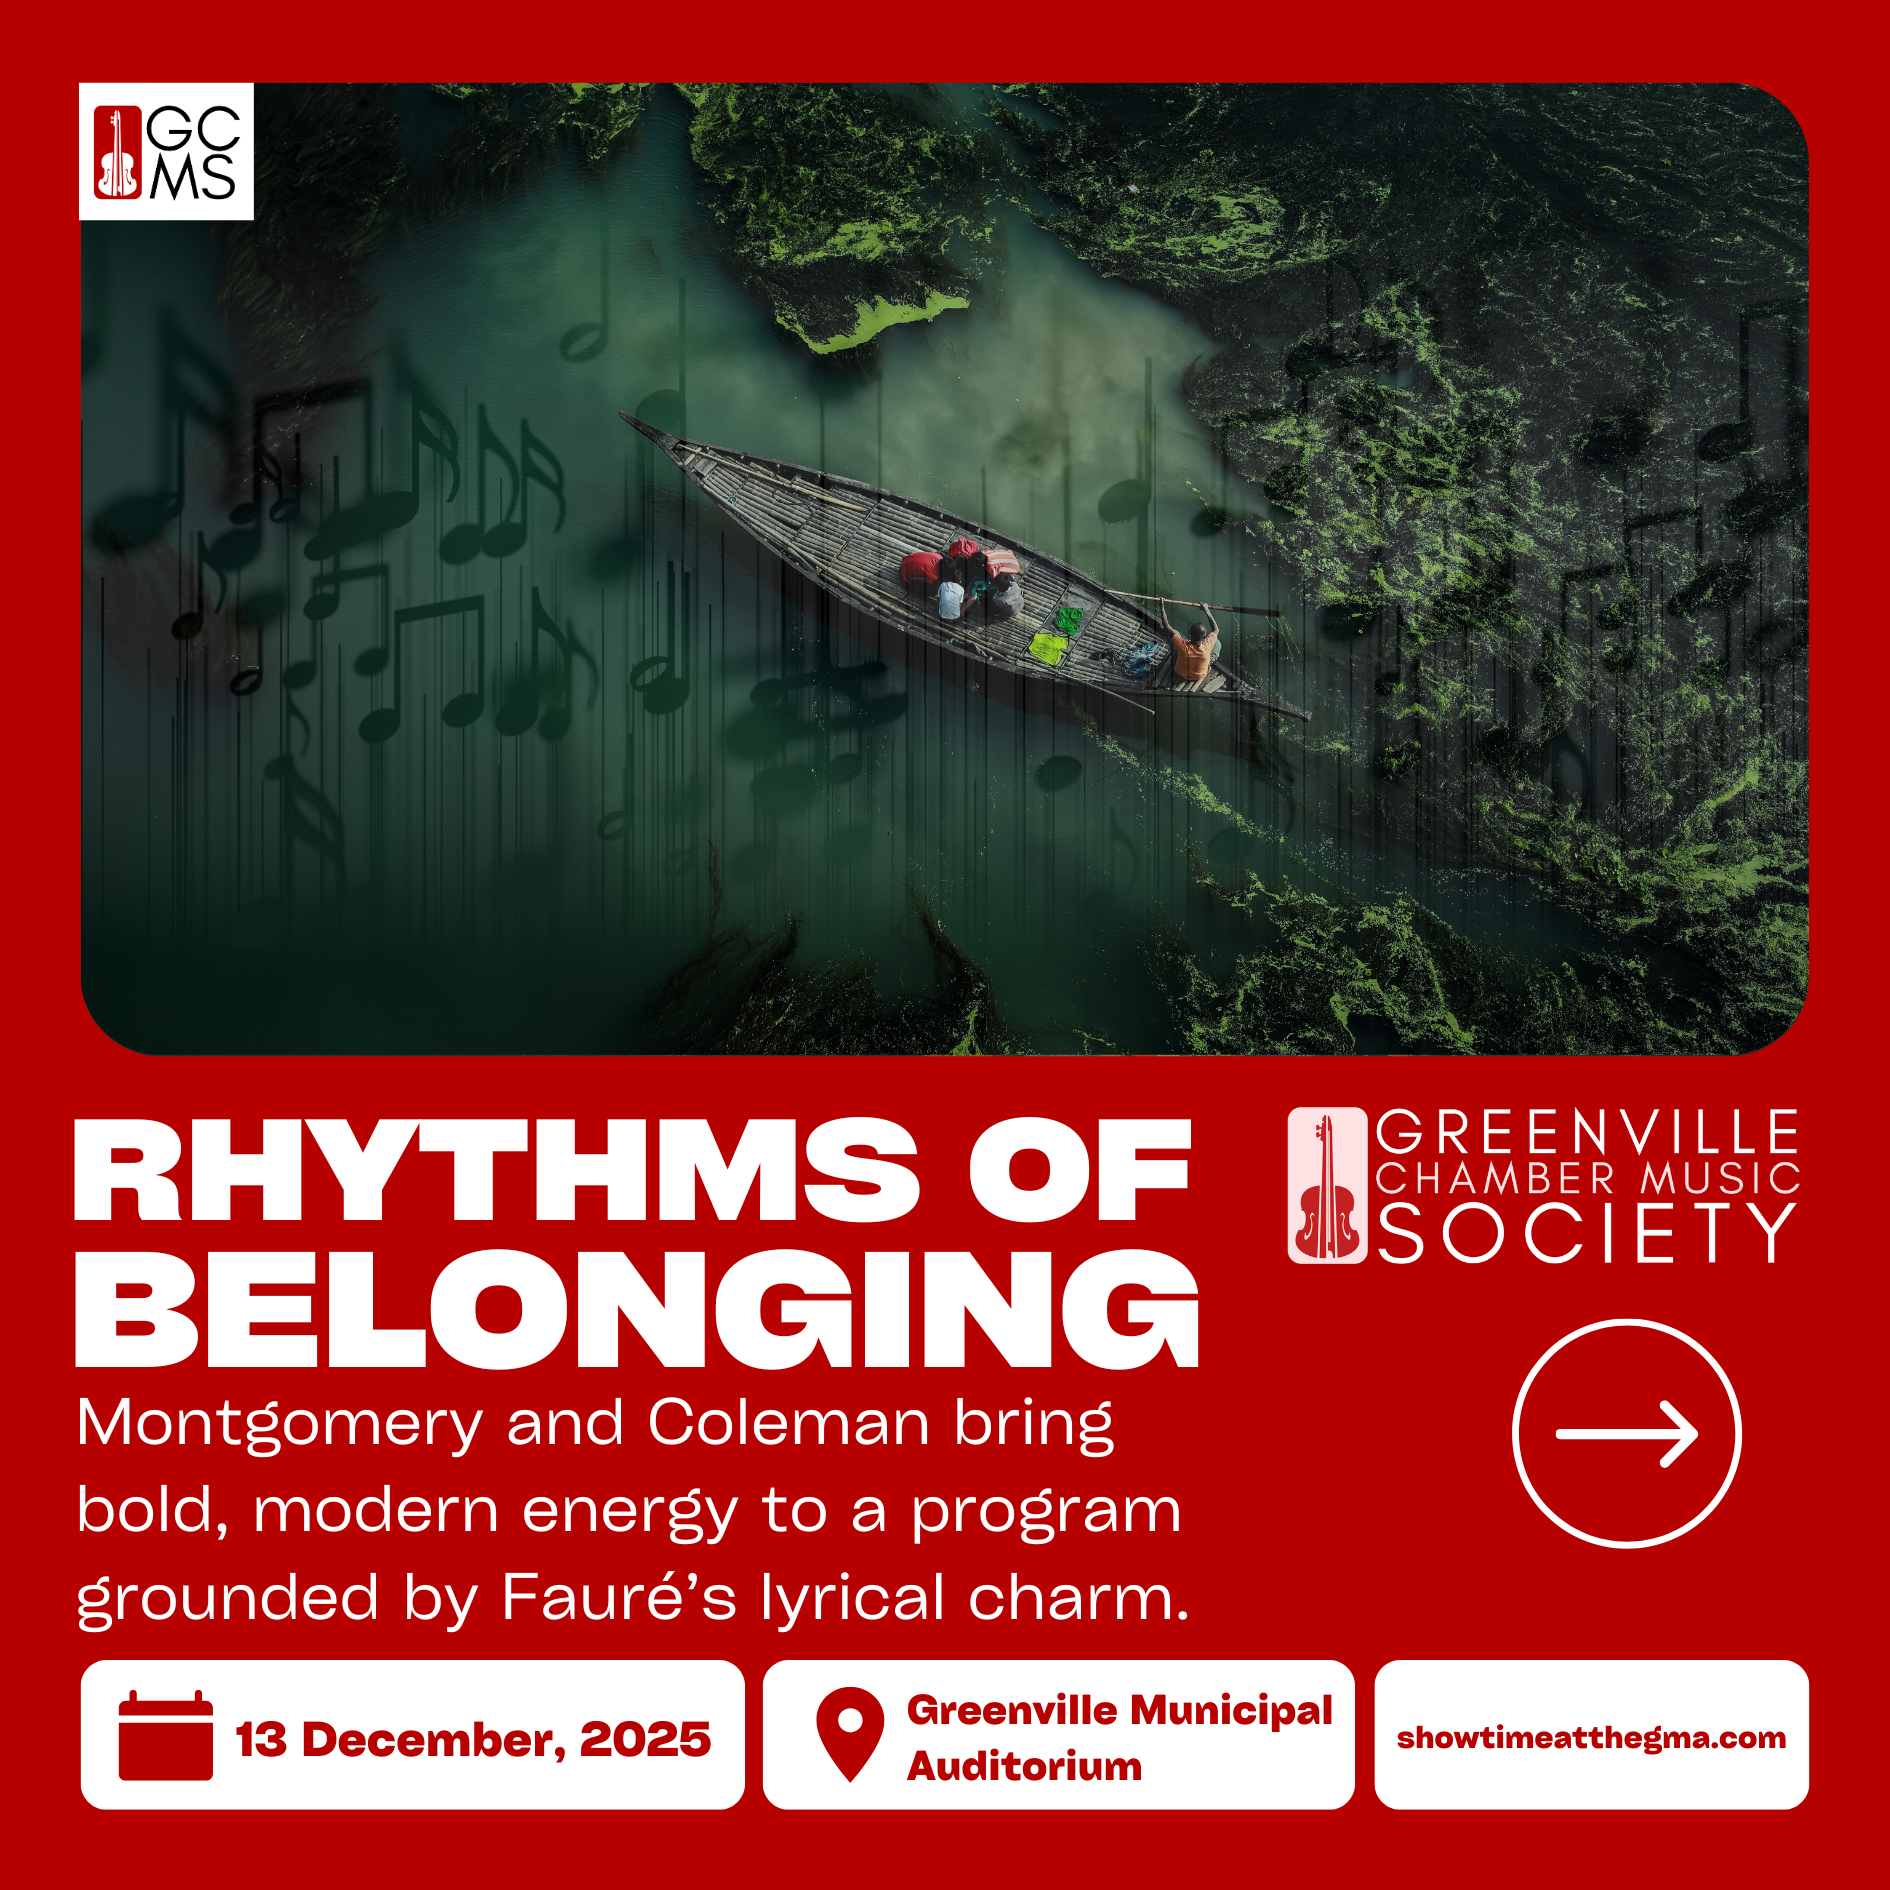 GC
MS
RHYTHMS OF
BELONGING
GREENVILLE
CHAMBER MUSIC
SOCIETY
Montgomery and Coleman bring
bold, modern energy to a program
grounded by Fauré’s lyrical charm.
13 December, 2025
Greenville Municipal
Auditorium
showtimeatthegma.com